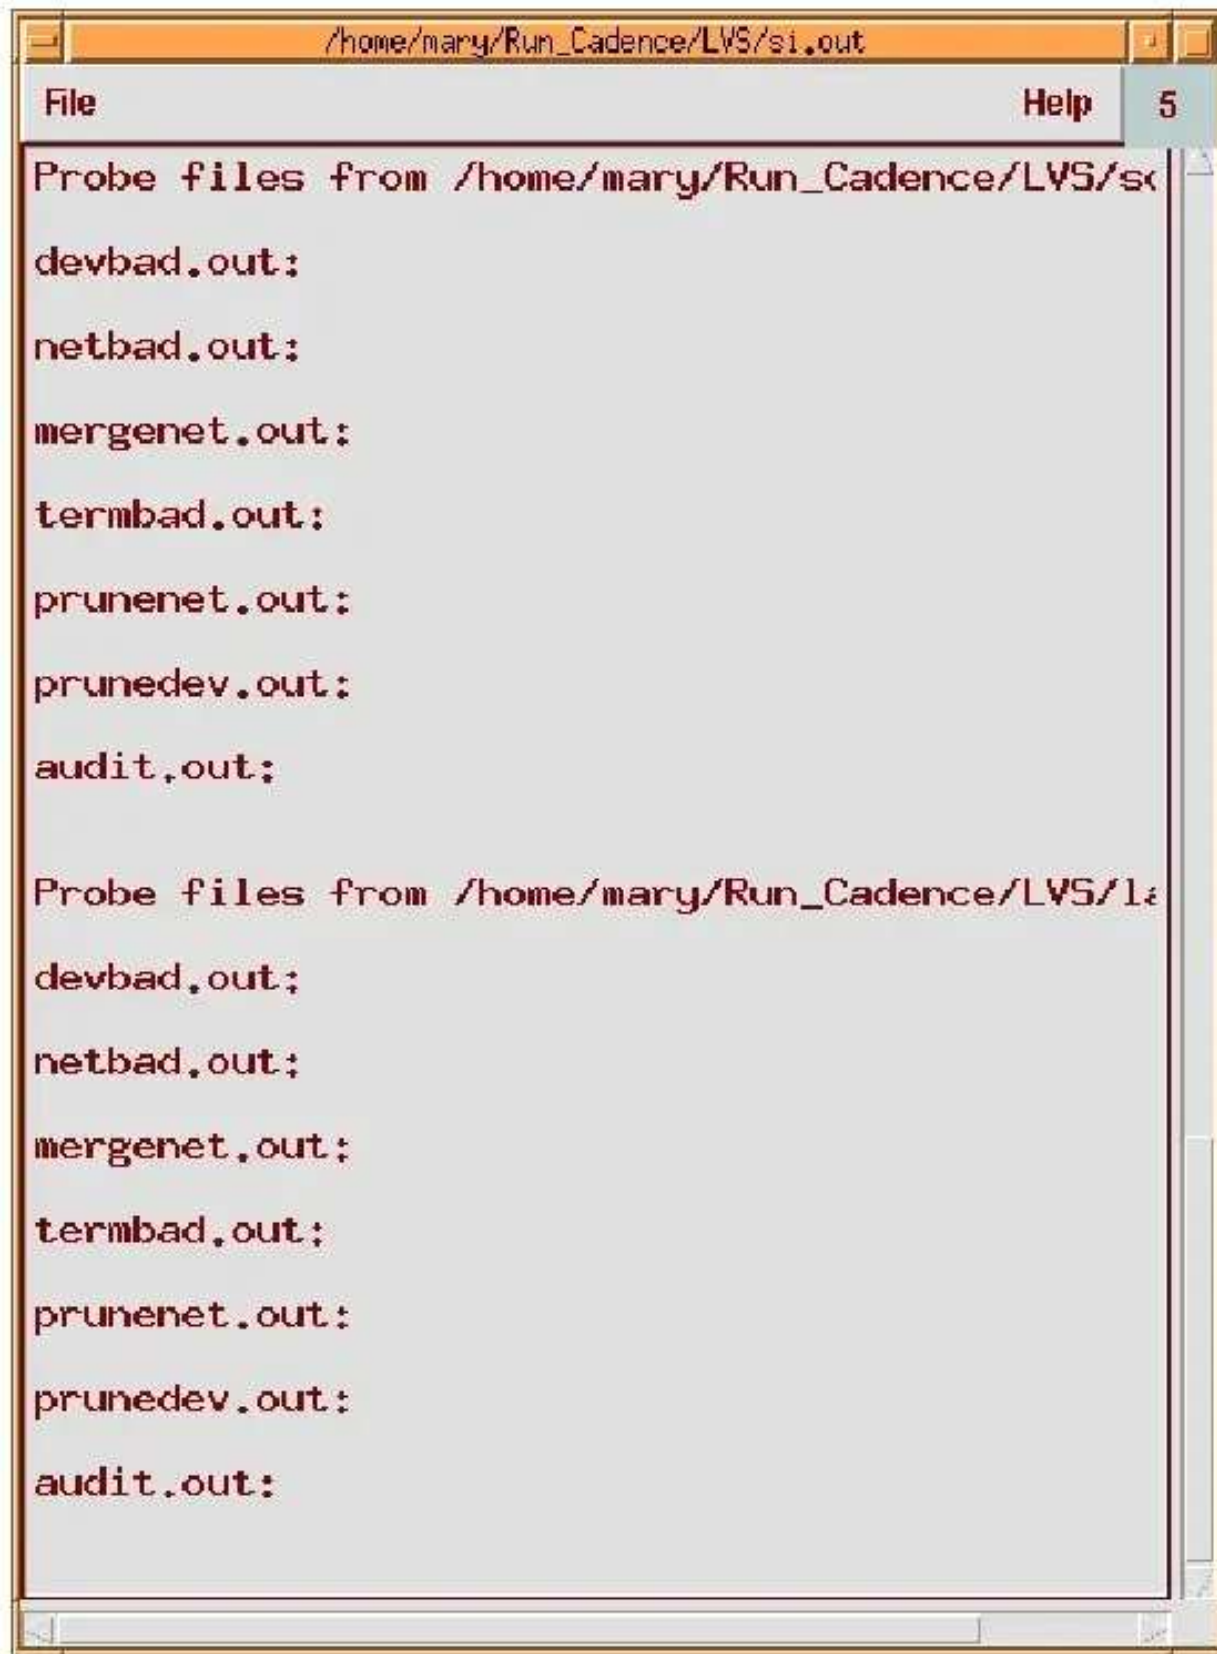 /home/mary/Run_Cadence/LVS/si.out
File Help 5
Probe files from /home/mary/Run_Cadence/LVS/sc
devbad.out:
netbad.out:
mergenet.out:
termbad.out:
prunenet.out:
prunedev.out:
audit.out:
Probe files from /home/mary/Run_Cadence/LVS/la
devbad.out:
netbad.out:
mergenet.out:
termbad.out:
prunenet.out:
prunedev.out:
audit.out: